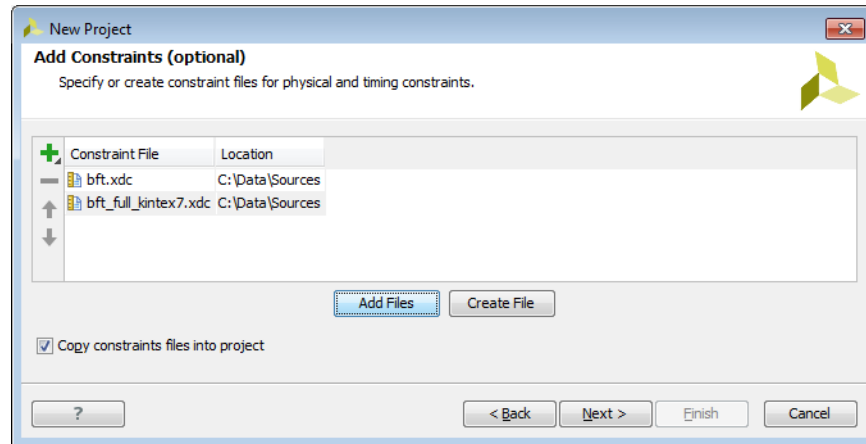 New Project
Add Constraints (optional)
Specify or create constraint files for physical and timing constraints.
Constraint File Location
bft.xdc C:\Data\Sources
bft_full_kintex7.xdc C:\Data\Sources
Add Files Create File
Copy constraints files into project
? < Back Next > Finish Cancel